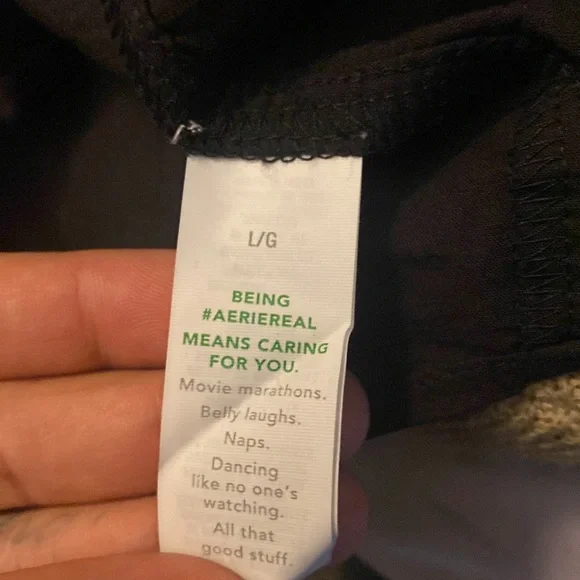 L/G
BEING
#AERIEREAL
MEANS CARING
FOR YOU.
Movie marathons.
Belly laughs.
Naps.
Dancing
like no one's
watching.
All that
good stuff.